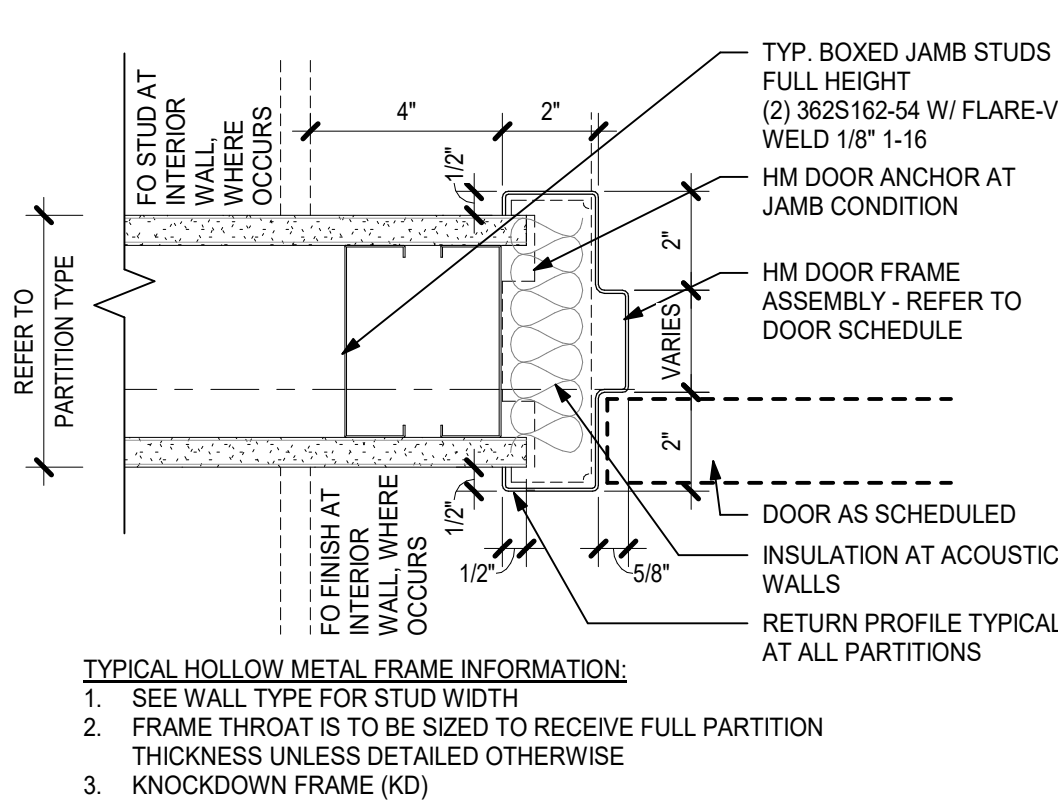 TYP. BOXED JAMB STUDS
FULL HEIGHT
(2) 362S162-54 W/ FLARE-V
WELD 1/8" 1-16
HM DOOR ANCHOR AT
JAMB CONDITION
HM DOOR FRAME
ASSEMBLY - REFER TO
DOOR SCHEDULE
DOOR AS SCHEDULED
INSULATION AT ACOUSTIC
WALLS
RETURN PROFILE TYPICAL
AT ALL PARTITIONS
FO STUD AT
INTERIOR
WALL,
WHERE
OCCURS
4"
2"
1/2"
2"
VARIES
2"
REFER TO
PARTITION TYPE
FO FINISH AT
INTERIOR
WALL, WHERE
OCCURS
1/2"
1/2"
5/8"
TYPICAL HOLLOW METAL FRAME INFORMATION:
1. SEE WALL TYPE FOR STUD WIDTH
2. FRAME THROAT IS TO BE SIZED TO RECEIVE FULL PARTITION
THICKNESS UNLESS DETAILED OTHERWISE
3. KNOCKDOWN FRAME (KD)